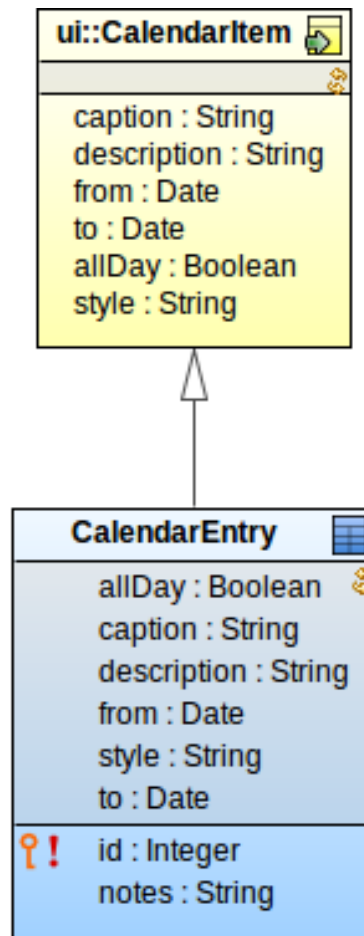 ui::CalendarItem
caption : String
description : String
from : Date
to : Date
allDay : Boolean
style : String
CalendarEntry
allDay : Boolean
caption : String
description : String
from : Date
style : String
to : Date
id : Integer
notes : String